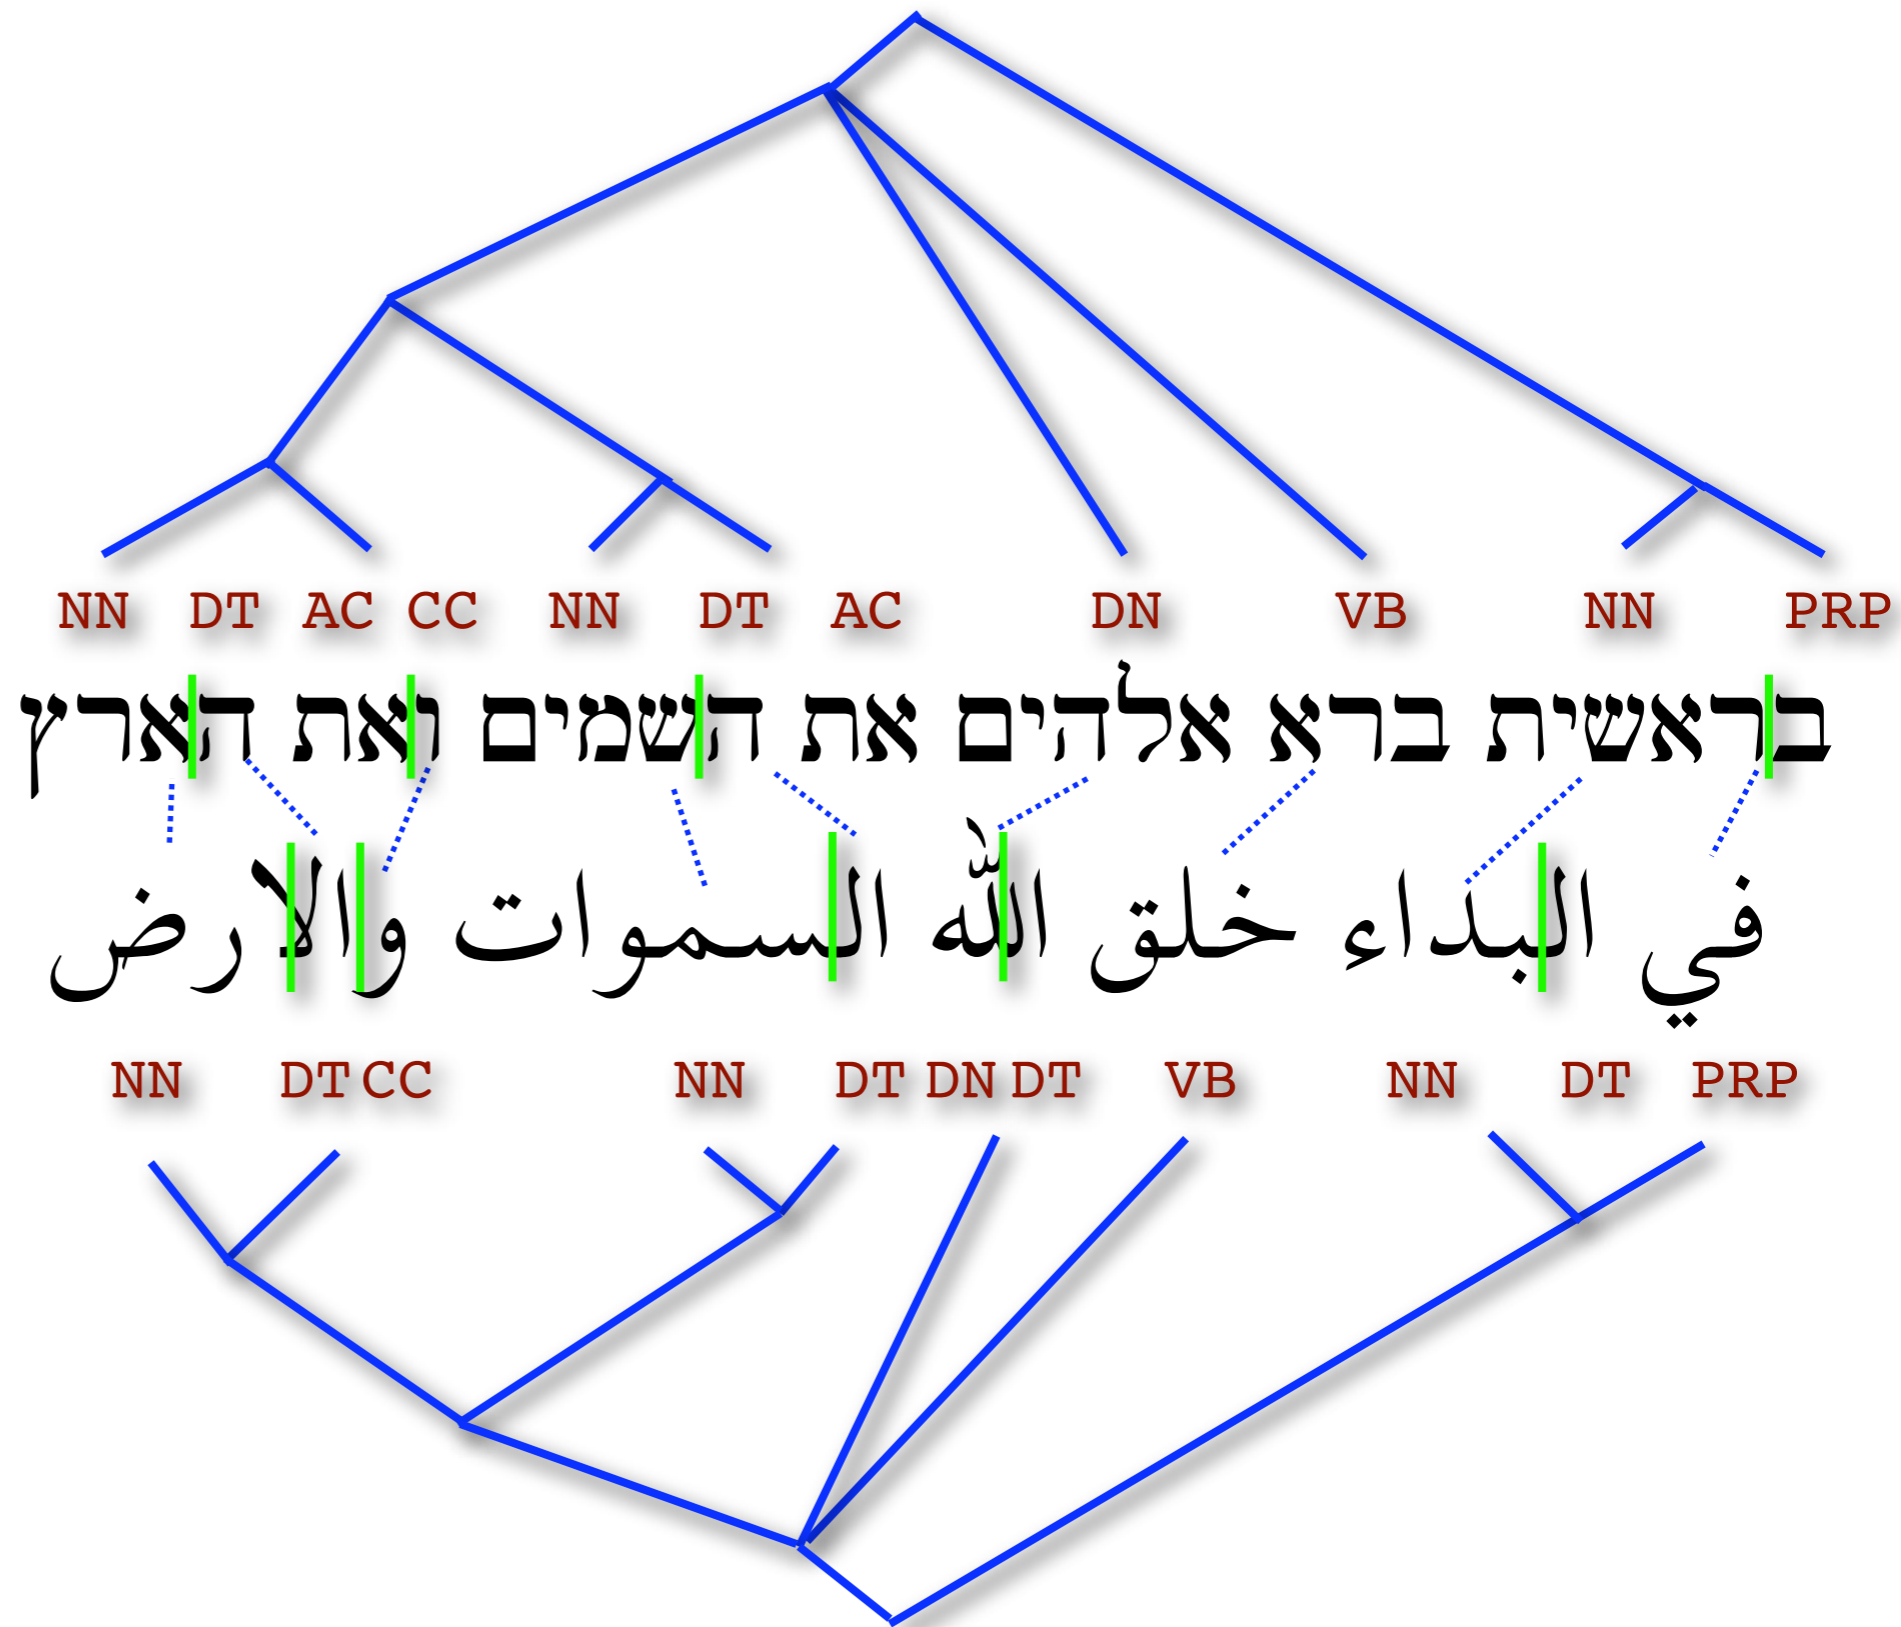 NN DT AC CC NN DT AC DN VB NN PRP
בראשית ברא אלהים את השמים ואת הארץ
في البداء خلق الله السموات والارض
NN DT CC NN DT DN DT VB NN DT PRP